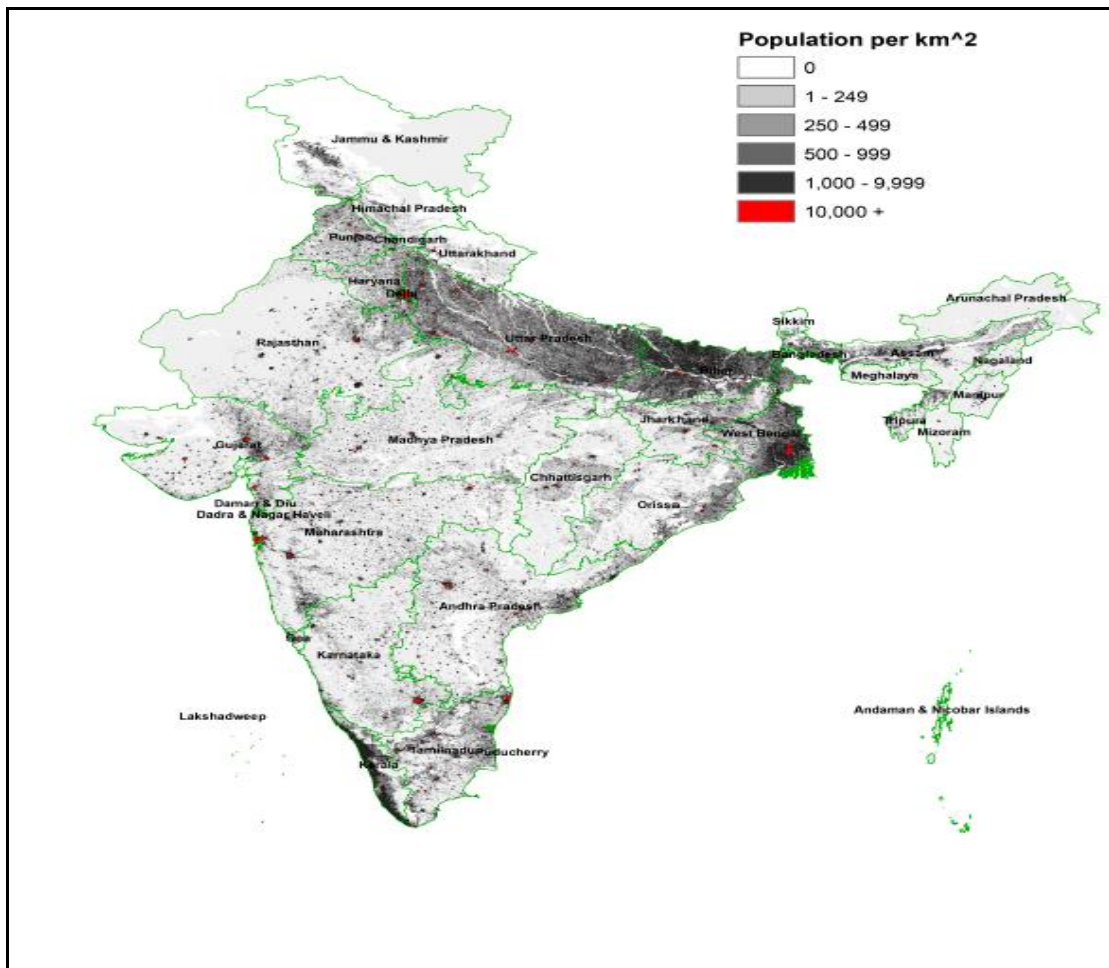 Population per km^2
0
1 - 249
250 - 499
500 - 999
1,000 - 9,999
10,000 +
Jammu & Kashmir
Himachal Pradesh
Punjab
Chandigarh
Uttarakhand
Haryana
Delhi
Arunachal Pradesh
Sikkim
Rajasthan
Uttar Pradesh
Bangladesh
Assam
Nagaland
Bihar
Meghalaya
Manipur
Gujarat
Madhya Pradesh
Jharkhand
West Bengal
Tripura
Mizoram
Chhattisgarh
Daman & Diu
Dadra & Nagar Haveli
Orissa
Maharashtra
Andhra Pradesh
Goa
Karnataka
Lakshadweep
Andaman & Nicobar Islands
Kerala
Tamilnadu
Puducherry